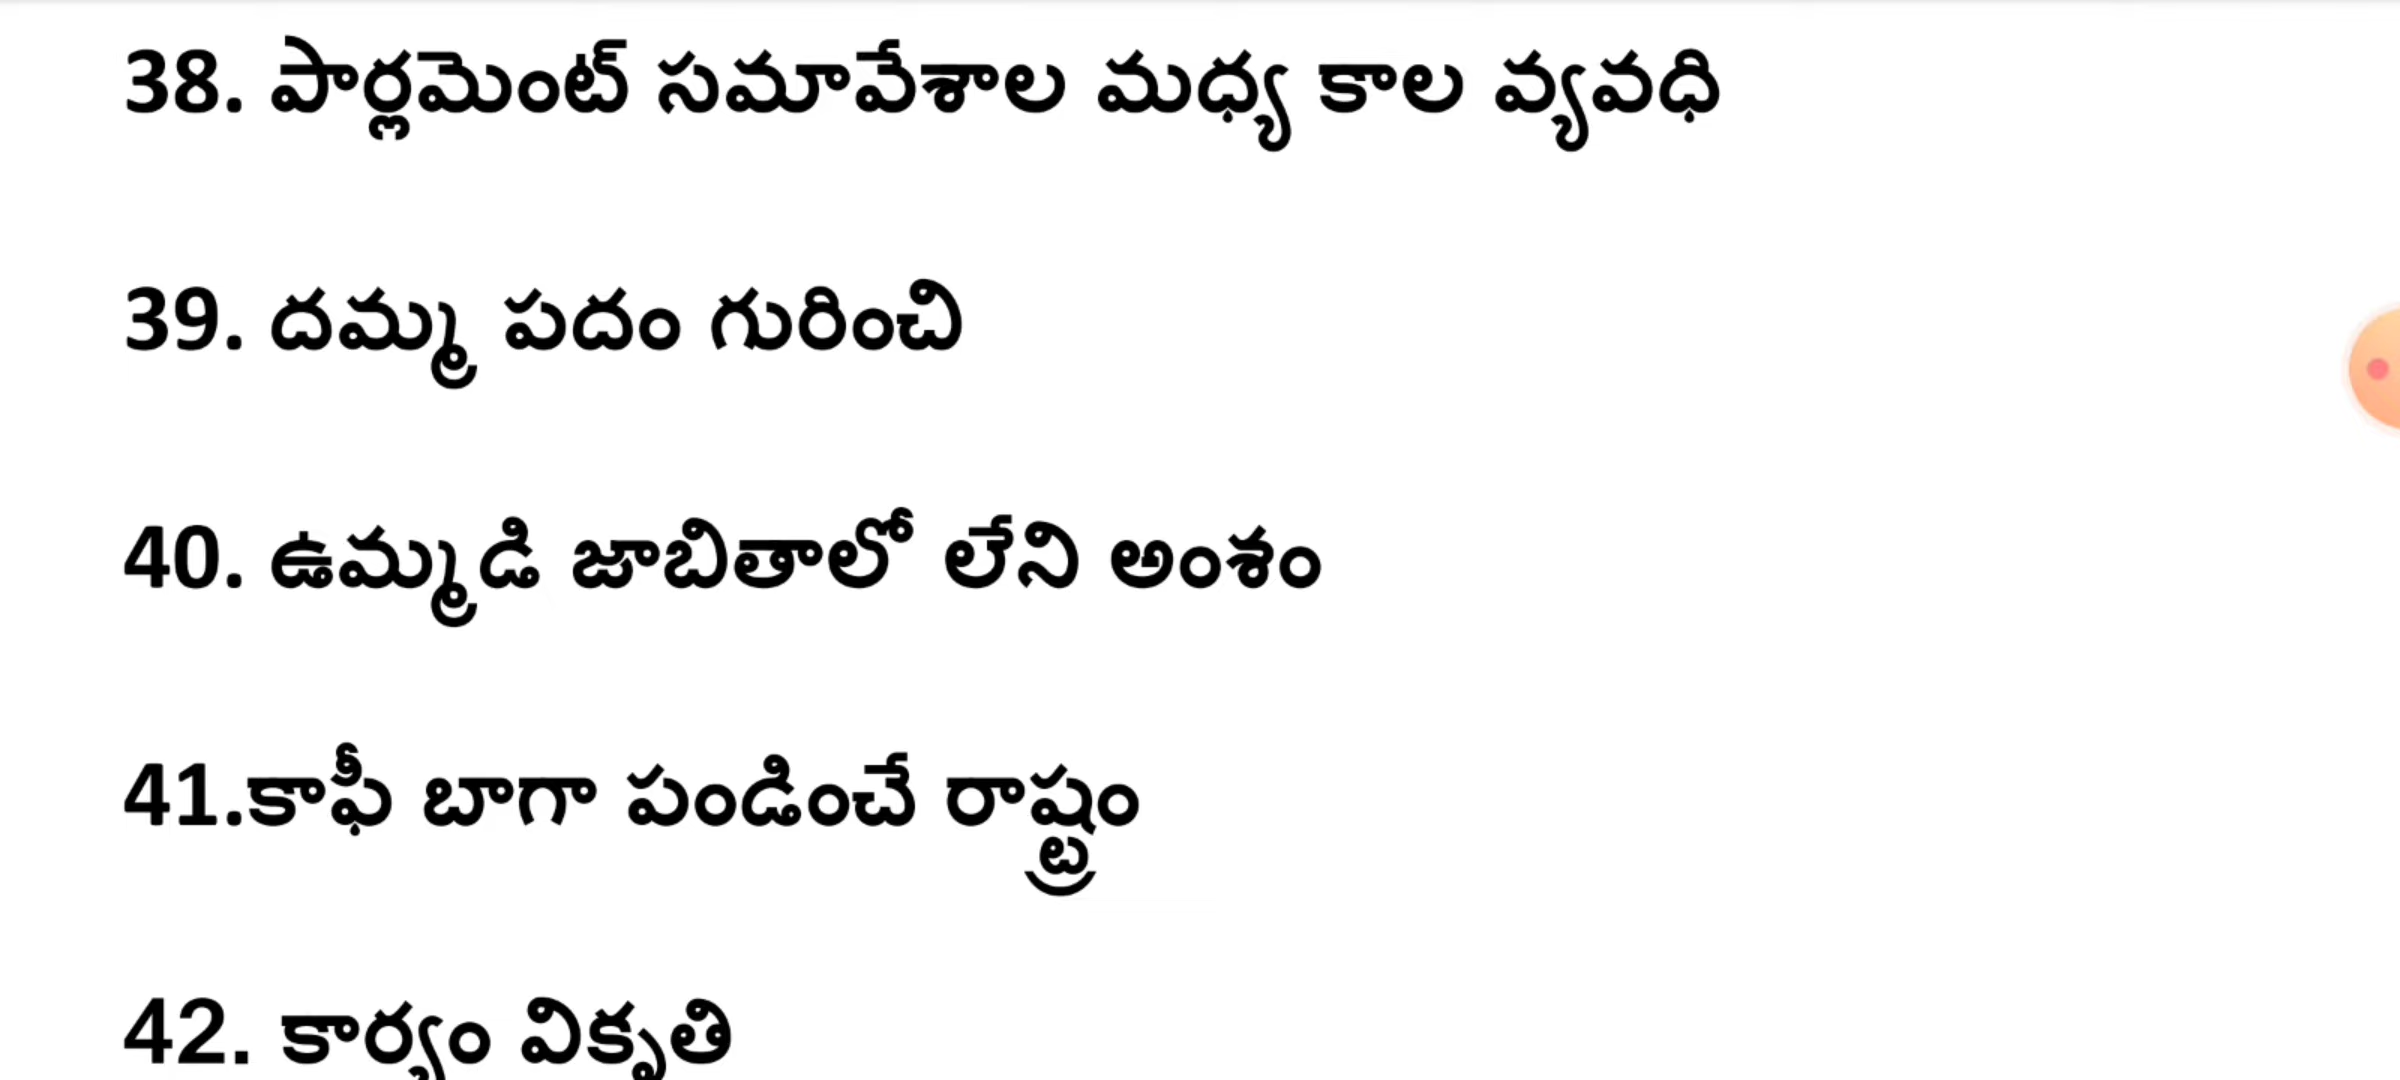 38. పార్లమెంట్ సమావేశాల మధ్య కాల వ్యవధి
39. దమ్మ పదం గురించి
40. ఉమ్మడి జాబితాలో లేని అంశం
41.కాఫీ బాగా పండించే రాష్ట్రం
42. కార్యం వికృతి